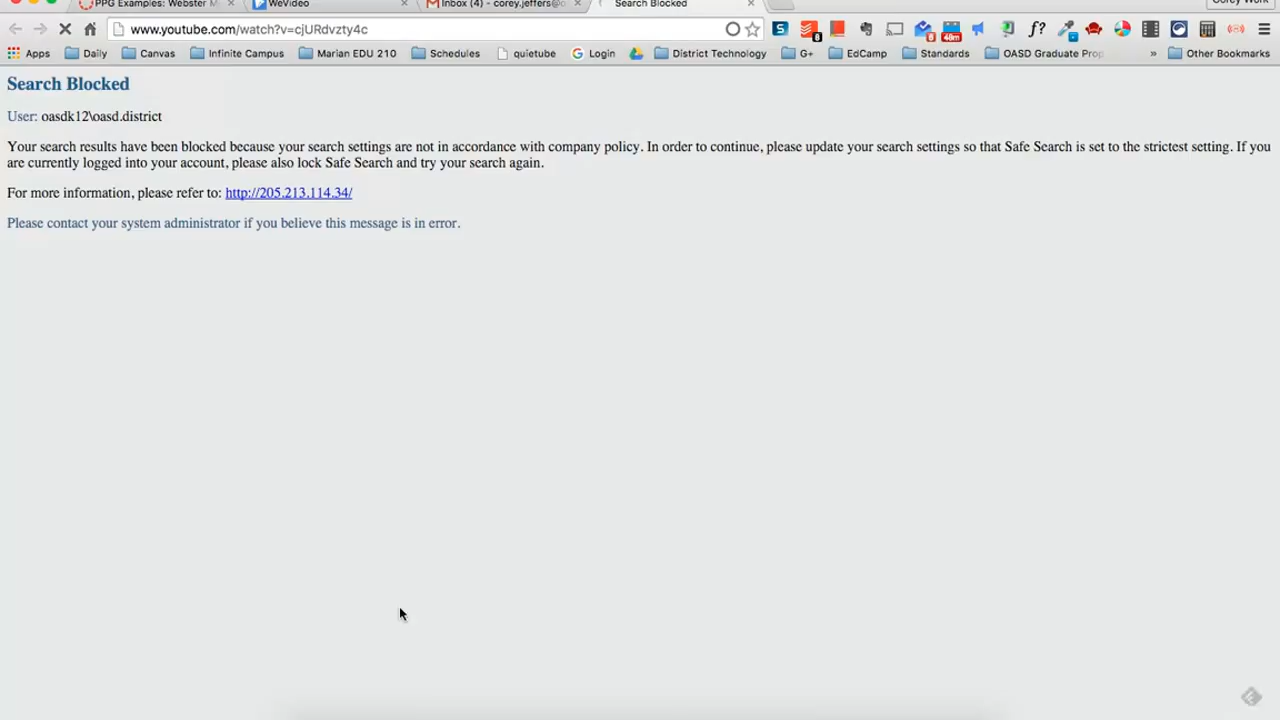 PPG Examples: Webster M
WeVideo
Inbox (4) - corey.jeffers@o
Search Blocked
Corey Work
www.youtube.com/watch?v=cjURdvzty4c
8
8
48m
f?
Apps Daily Canvas Infinite Campus Marian EDU 210 Schedules quietube Login District Technology G+ EdCamp Standards OASD Graduate Prop » Other Bookmarks
Search Blocked
User: oasdk12\oasd.district
Your search results have been blocked because your search settings are not in accordance with company policy. In order to continue, please update your search settings so that Safe Search is set to the strictest setting. If you
are currently logged into your account, please also lock Safe Search and try your search again.
For more information, please refer to: http://205.213.114.34/
Please contact your system administrator if you believe this message is in error.